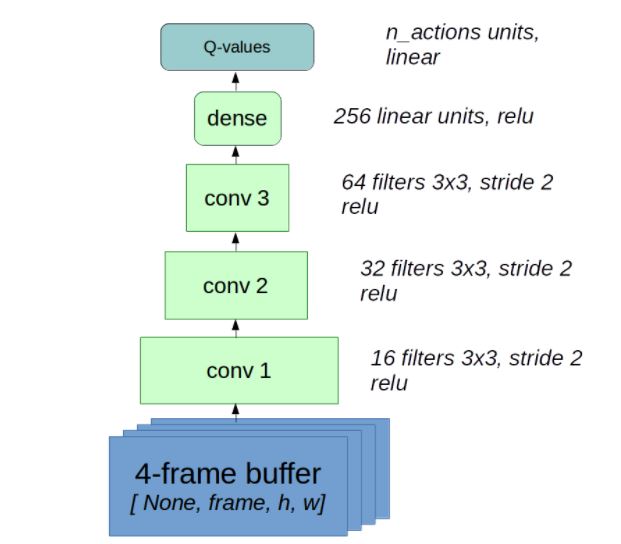 Q-values
n_actions units,
linear
dense
256 linear units, relu
conv 3
64 filters 3x3, stride 2
relu
conv 2
32 filters 3x3, stride 2
relu
conv 1
16 filters 3x3, stride 2
relu
4-frame buffer
[ None, frame, h, w]